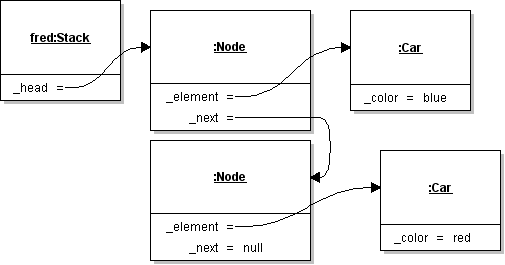 fred:Stack
_head =
:Node
_element =
_next =
:Car
_color = blue
:Node
_element =
_next = null
:Car
_color = red